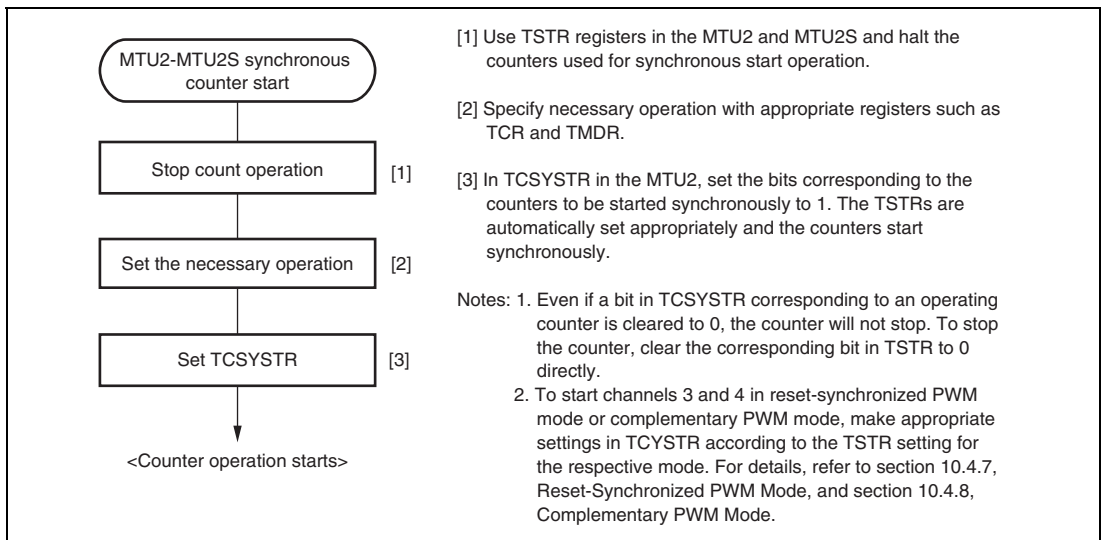 MTU2-MTU2S synchronous
counter start
Stop count operation
[1]
Set the necessary operation
[2]
Set TCSYSTR
[3]
<Counter operation starts>
[1] Use TSTR registers in the MTU2 and MTU2S and halt the
counters used for synchronous start operation.
[2] Specify necessary operation with appropriate registers such as
TCR and TMDR.
[3] In TCSYSTR in the MTU2, set the bits corresponding to the
counters to be started synchronously to 1. The TSTRs are
automatically set appropriately and the counters start
synchronously.
Notes: 1. Even if a bit in TCSYSTR corresponding to an operating
counter is cleared to 0, the counter will not stop. To stop
the counter, clear the corresponding bit in TSTR to 0
directly.
2. To start channels 3 and 4 in reset-synchronized PWM
mode or complementary PWM mode, make appropriate
settings in TCYSTR according to the TSTR setting for
the respective mode. For details, refer to section 10.4.7,
Reset-Synchronized PWM Mode, and section 10.4.8,
Complementary PWM Mode.